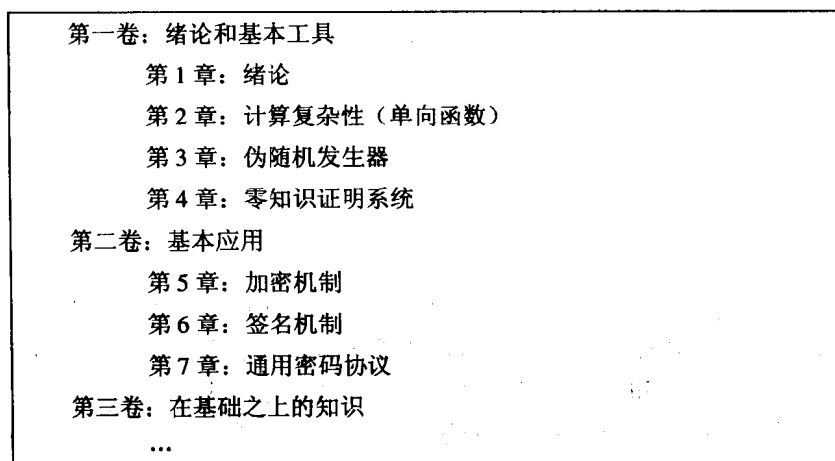 第一卷：绪论和基本工具
第 1 章：绪论
第 2 章：计算复杂性（单向函数）
第 3 章：伪随机发生器
第 4 章：零知识证明系统
第二卷：基本应用
第 5 章：加密机制
第 6 章：签名机制
第 7 章：通用密码协议
第三卷：在基础之上的知识
…